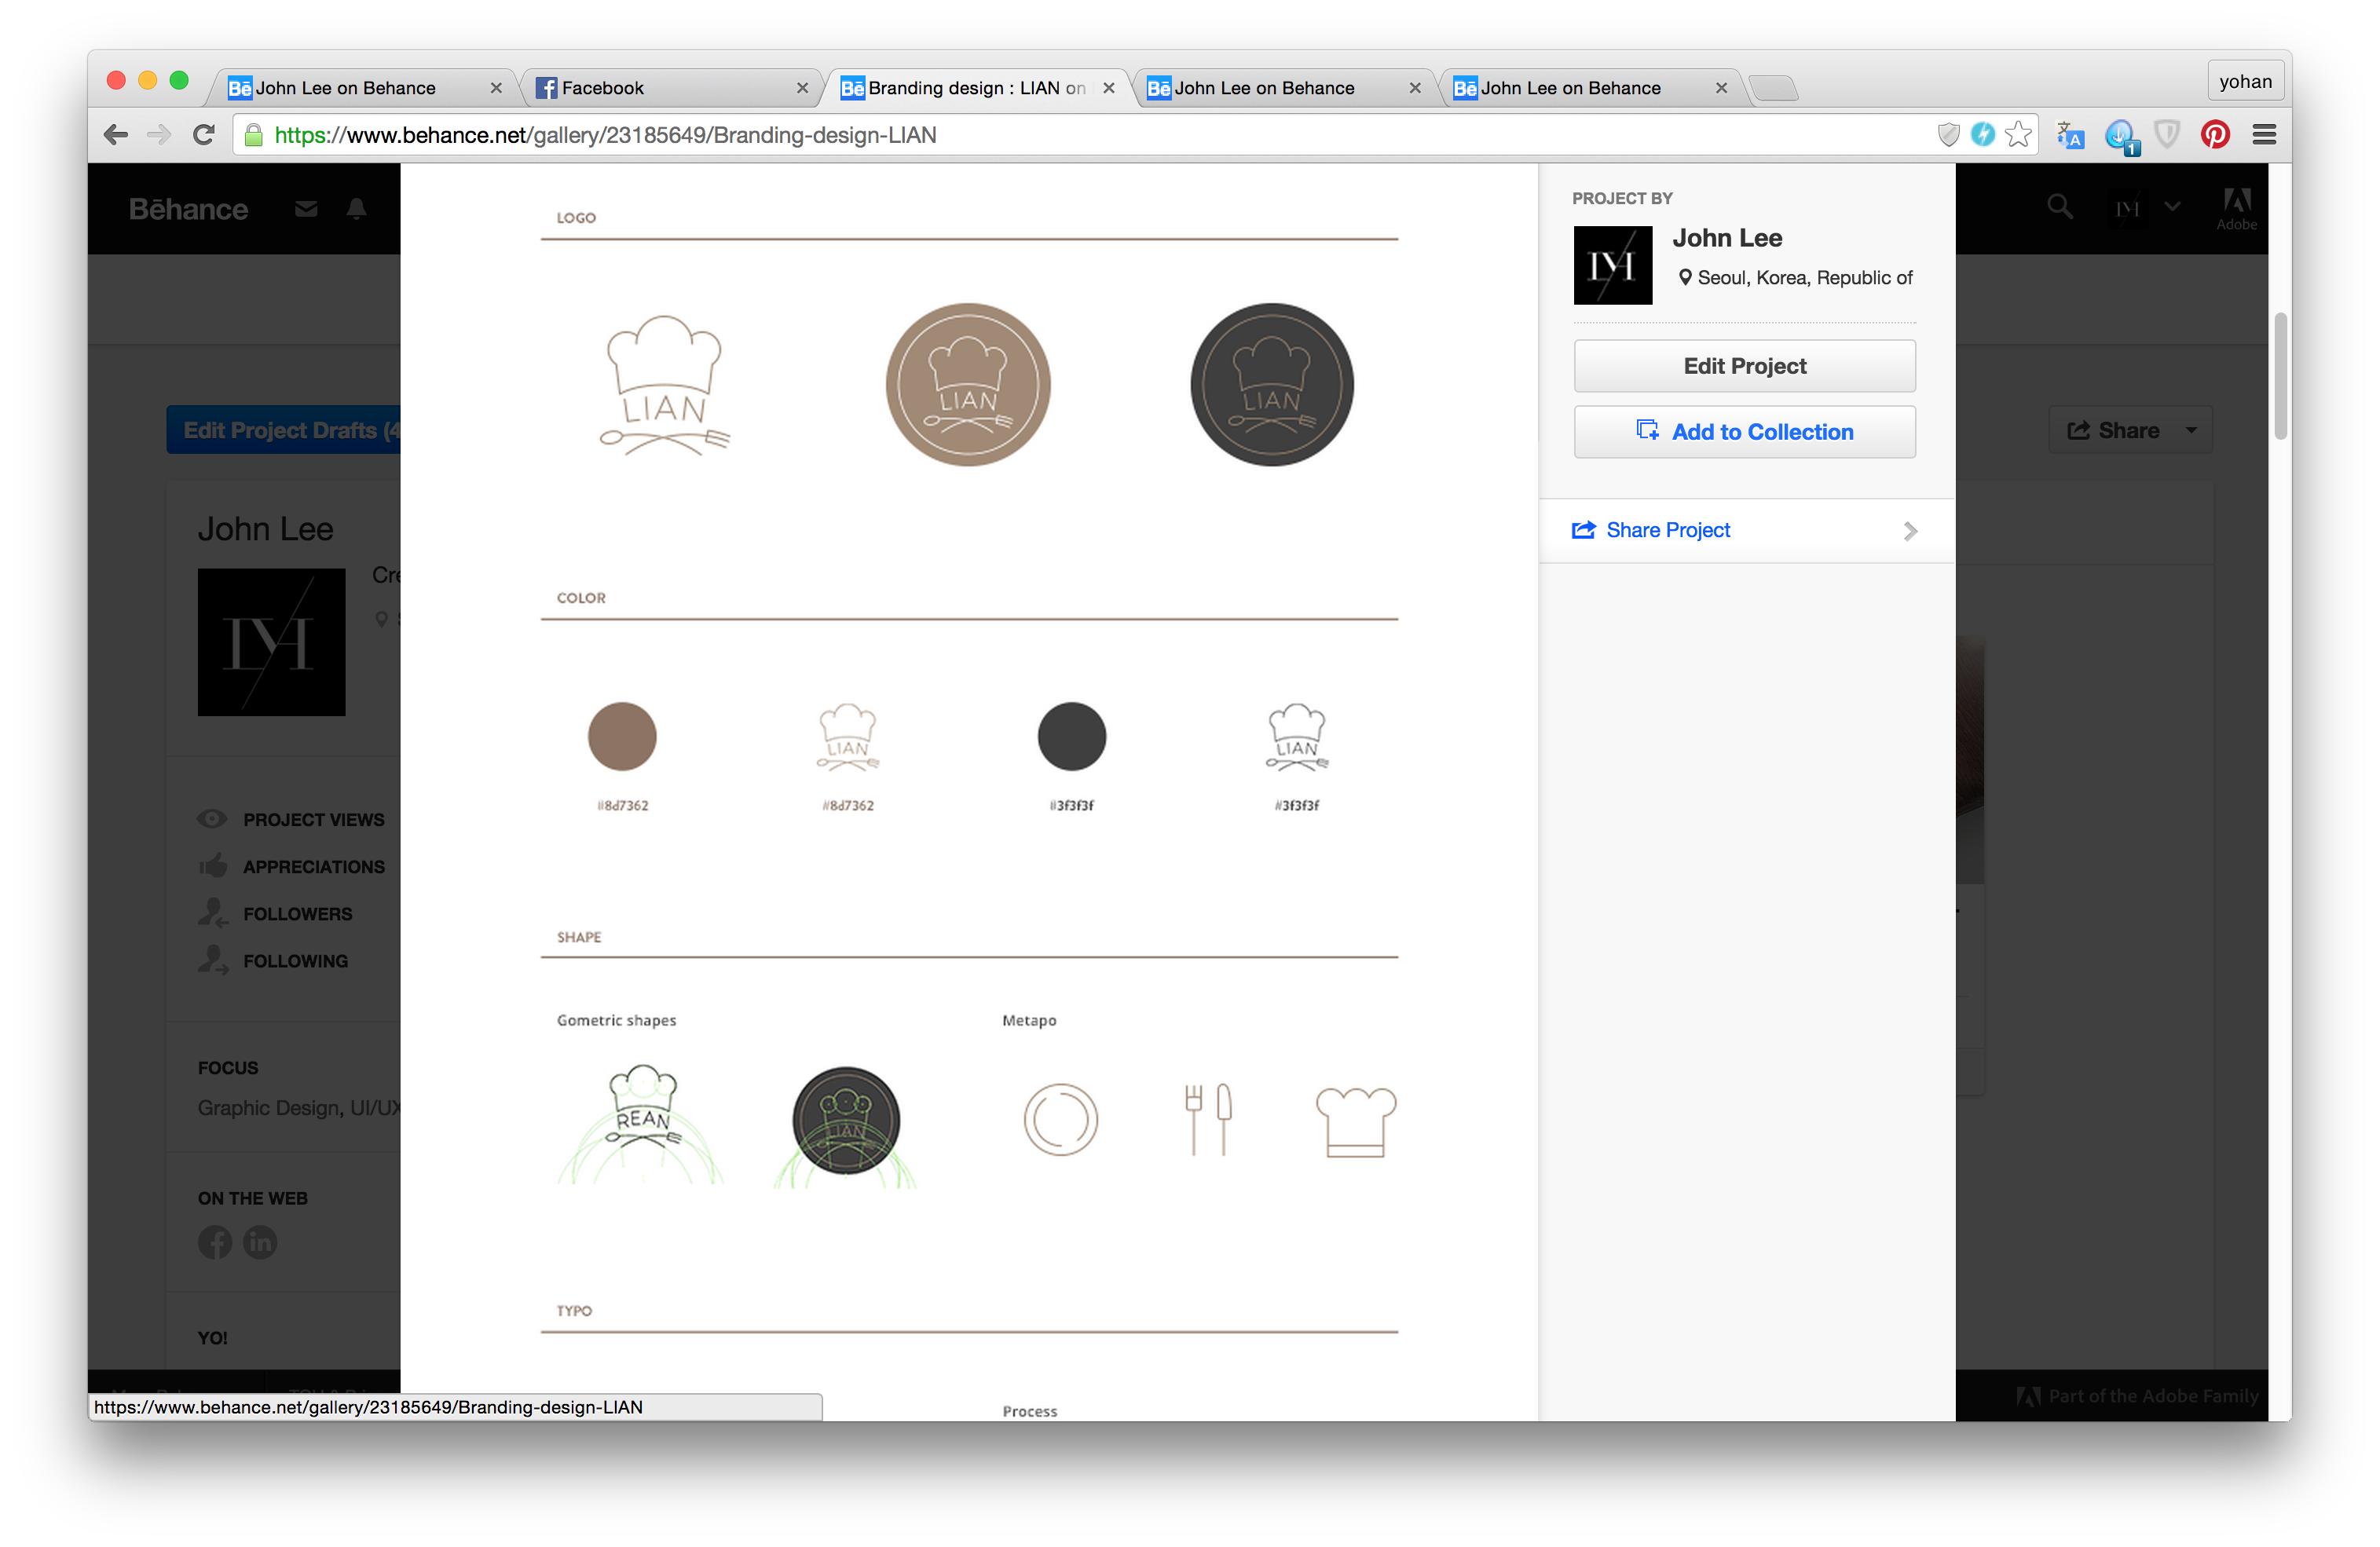 John Lee on Behance
Facebook
Branding design : LIAN on
John Lee on Behance
John Lee on Behance
yohan
https://www.behance.net/gallery/23185649/Branding-design-LIAN
1
Bēhance
Adobe
Edit Project Drafts (4
Share
John Lee
Cre
PROJECT VIEWS
APPRECIATIONS
FOLLOWERS
FOLLOWING
FOCUS
Graphic Design, UI/UX
ON THE WEB
YO!
LOGO
LIAN
LIAN
LIAN
COLOR
LIAN
LIAN
#8d7362
#8d7362
#3f3f3f
#3f3f3f
SHAPE
Gometric shapes
Metapo
REAN
LIAN
TYPO
Process
PROJECT BY
John Lee
Seoul, Korea, Republic of
Edit Project
Add to Collection
Share Project
Part of the Adobe Family
https://www.behance.net/gallery/23185649/Branding-design-LIAN